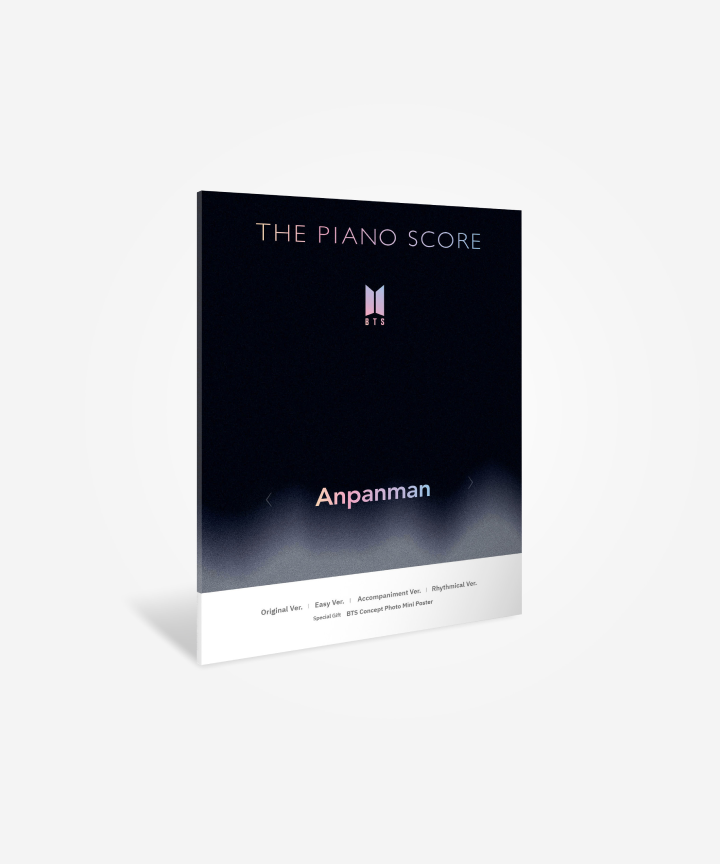 THE PIANO SCORE
BTS
Anpanman
Original Ver. | Easy Ver. | Accompaniment Ver. | Rhythmical Ver.
Special Gift BTS Concept Photo Mini Poster